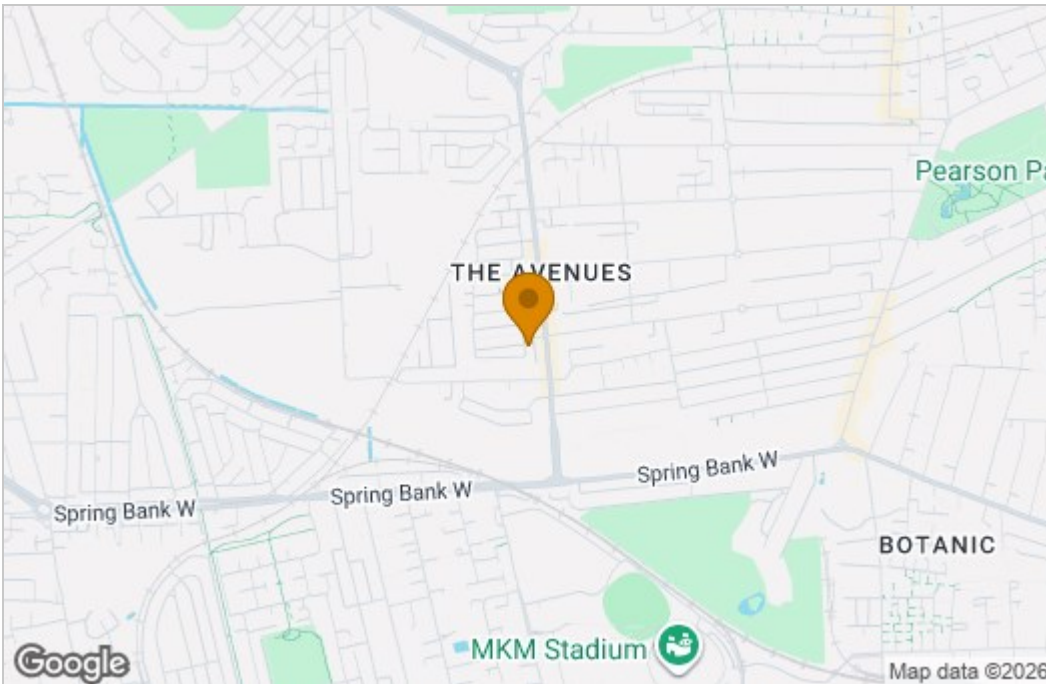 Pearson Pa
THE AVENUES
Spring Bank W
Spring Bank W
Spring Bank W
BOTANIC
MKM Stadium
Google
Map data ©2026